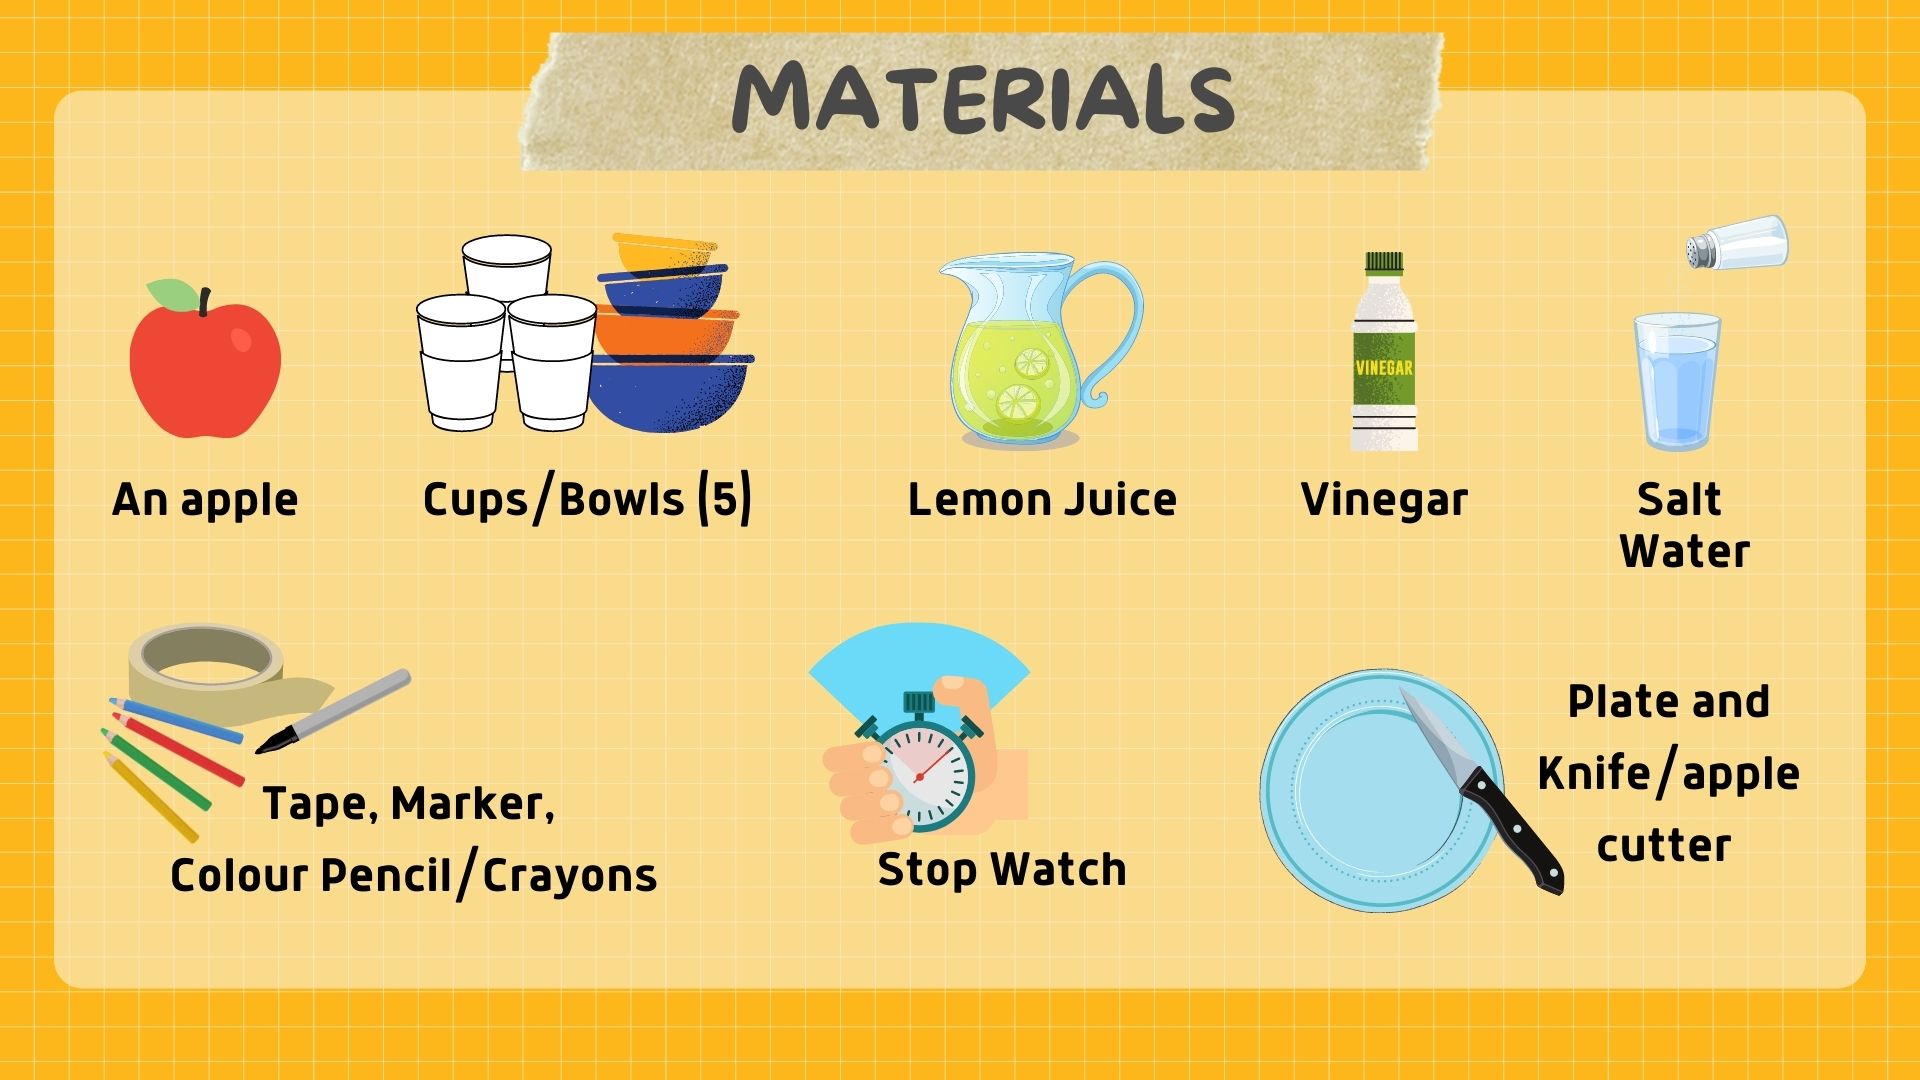 MATERIALS
VINEGAR
An apple
Cups/Bowls (5)
Lemon Juice
Vinegar
Salt
Water
Tape, Marker,
Colour Pencil/Crayons
Stop Watch
Plate and
Knife/apple
cutter